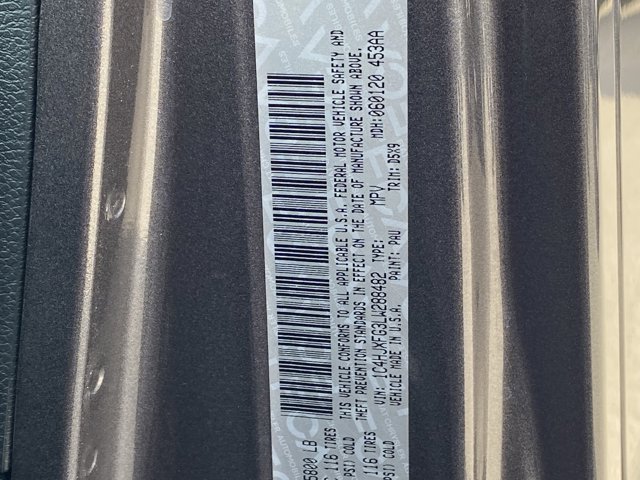 5800 LB
116 TIRES
PSI) COLD
THIS VEHICLE CONFORMS TO ALL APPLICABLE U.S.A. FEDERAL MOTOR VEHICLE SAFETY AND
THEFT PREVENTION STANDARDS IN EFFECT ON THE DATE OF MANUFACTURE SHOWN ABOVE.
VIN: 1C4HJXFG3LW288482 TYPE: MPV MDH:060120 453AA
VEHICLE MADE IN U.S.A. PAINT: PAU TRIM: D5X9
116 TIRES
PSI) COLD